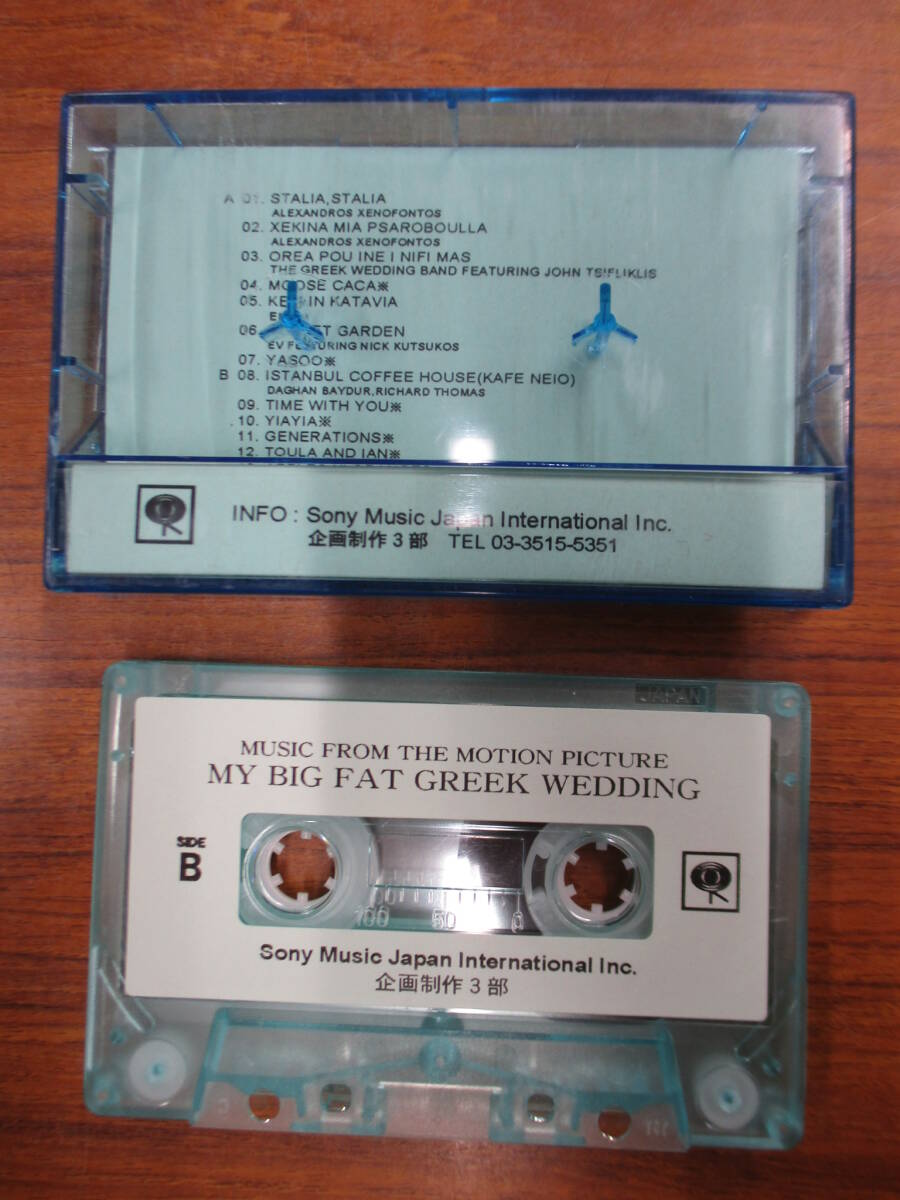 A 01. STALIA,STALIA
ALEXANDROS XENOFONTOS
02. XEKINA MIA PSAROBOULLA
ALEXANDROS XENOFONTOS
03. OREA POU INE I NIFI MAS
THE GREEK WEDDING BAND FEATURING JOHN TSIFLIKLIS
04. MOOSE CACA※
05. IN KATAVIA
06. GARDEN
EV FEATURING NICK KUTSUKOS
07. YASOO※
B 08. ISTANBUL COFFEE HOUSE(KAFE NEIO)
DAGHAN BAYDUR,RICHARD THOMAS
09. TIME WITH YOU※
10. YIAYIA※
11. GENERATIONS※
12. TOULA AND IAN※
INFO : Sony Music Japan International Inc.
企画制作3部 TEL 03-3515-5351
JAPAN
MUSIC FROM THE MOTION PICTURE
MY BIG FAT GREEK WEDDING
SIDE
B
100 50 0
Sony Music Japan International Inc.
企画制作3部